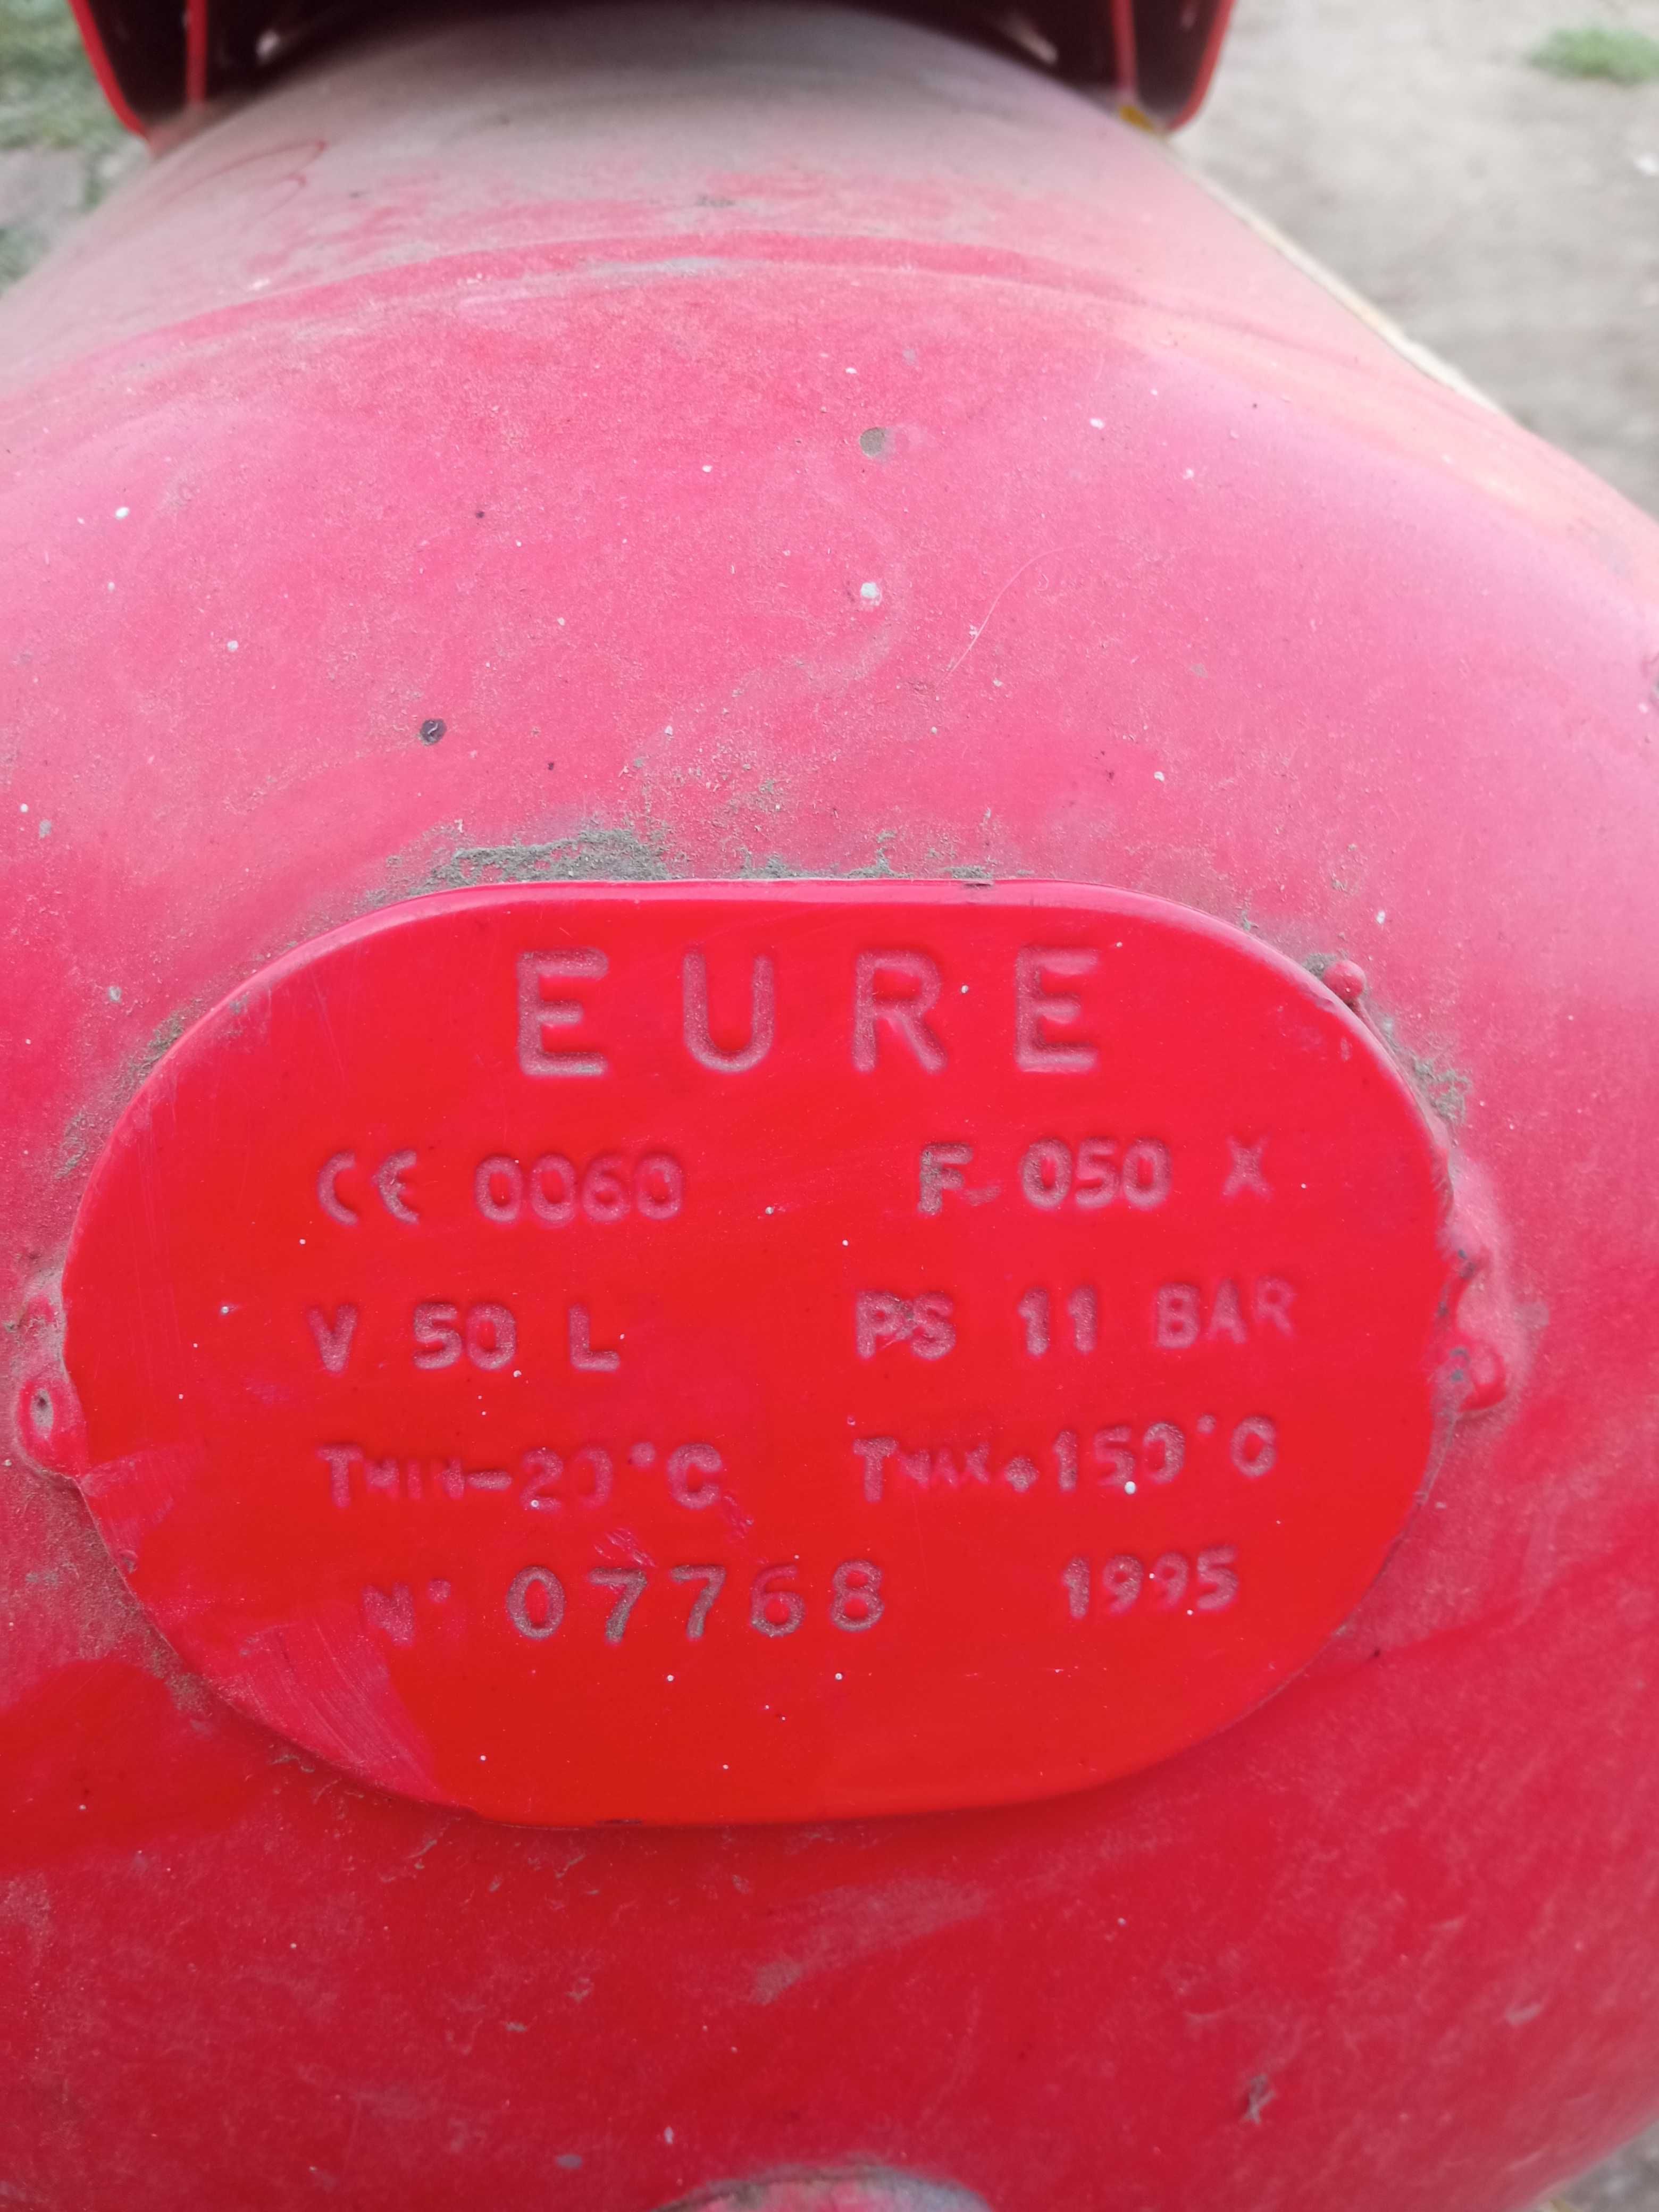 EURE
CE 0060 F 050 X
V 50 L PS 11 BAR
TMIN-20°C TMAX+150°C
N° 07768 1995